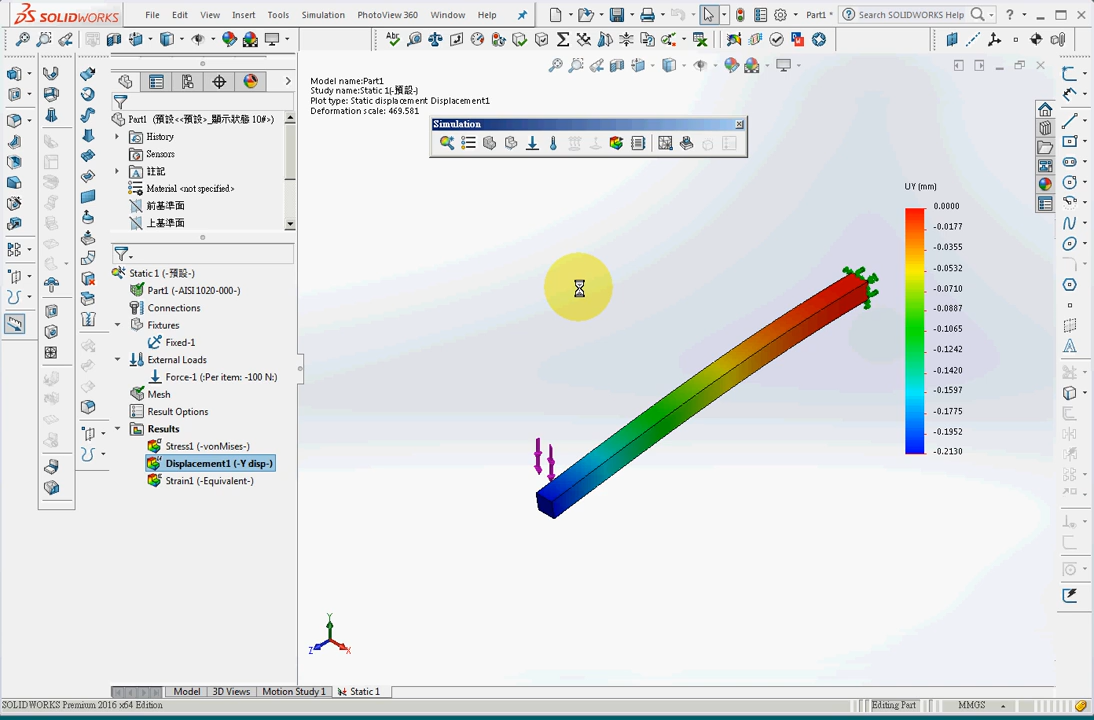 SOLIDWORKS File Edit View Insert Tools Simulation PhotoView 360 Window Help Part1 * Search SOLIDWORKS Help
Model name:Part1
Study name:Static 1(-預設-)
Plot type: Static displacement Displacement1
Deformation scale: 469.581
Simulation
Part1 (預設<<預設>_顯示狀態 10#>)
History
Sensors
註記
Material <not specified>
前基準面
上基準面
Static 1 (-預設-)
Part1 (-AISI 1020-000-)
Connections
Fixtures
Fixed-1
External Loads
Force-1 (:Per item: -100 N:)
Mesh
Result Options
Results
Stress1 (-vonMises-)
Displacement1 (-Y disp-)
Strain1 (-Equivalent-)
UY (mm)
0.0000
-0.0177
-0.0355
-0.0532
-0.0710
-0.0887
-0.1065
-0.1242
-0.1420
-0.1597
-0.1775
-0.1952
-0.2130
Y
Z
X
Model 3D Views Motion Study 1 Static 1
SOLIDWORKS Premium 2016 x64 Edition Editing Part MMGS